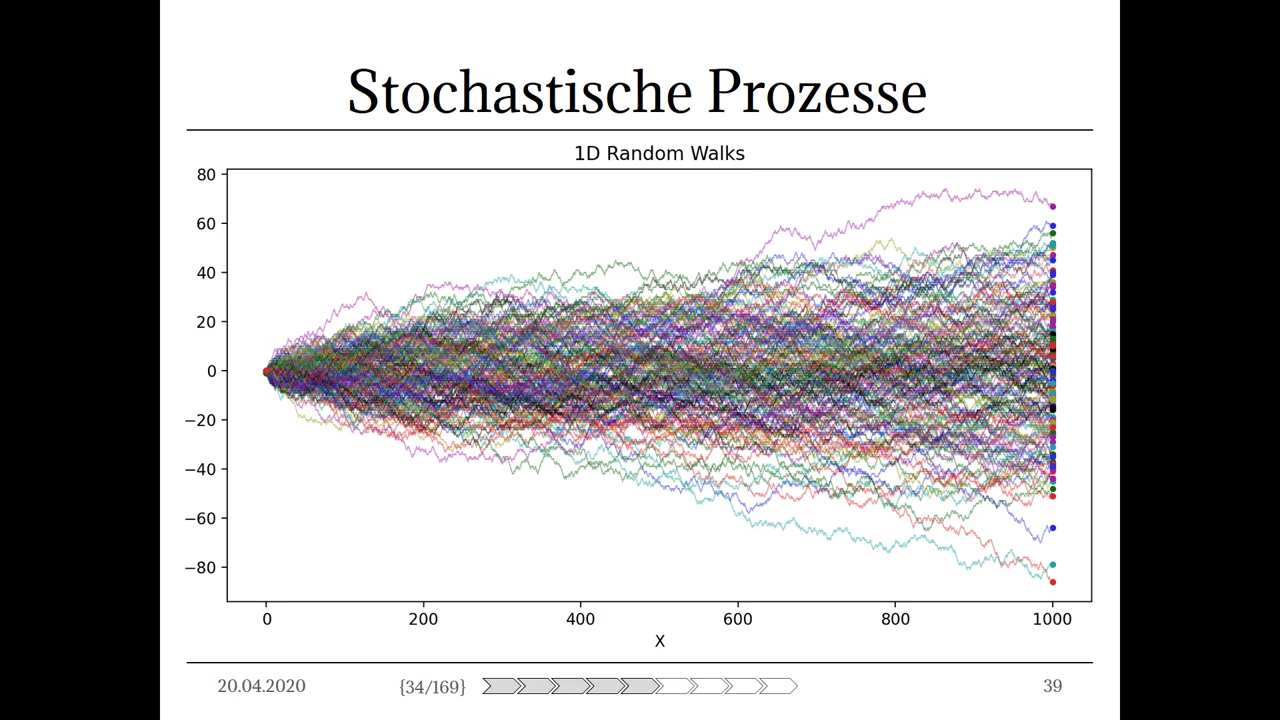 Stochastische Prozesse
1D Random Walks
80
60
40
20
0
−20
−40
−60
−80
0 200 400 600 800 1000
X
20.04.2020 {34/169} 39